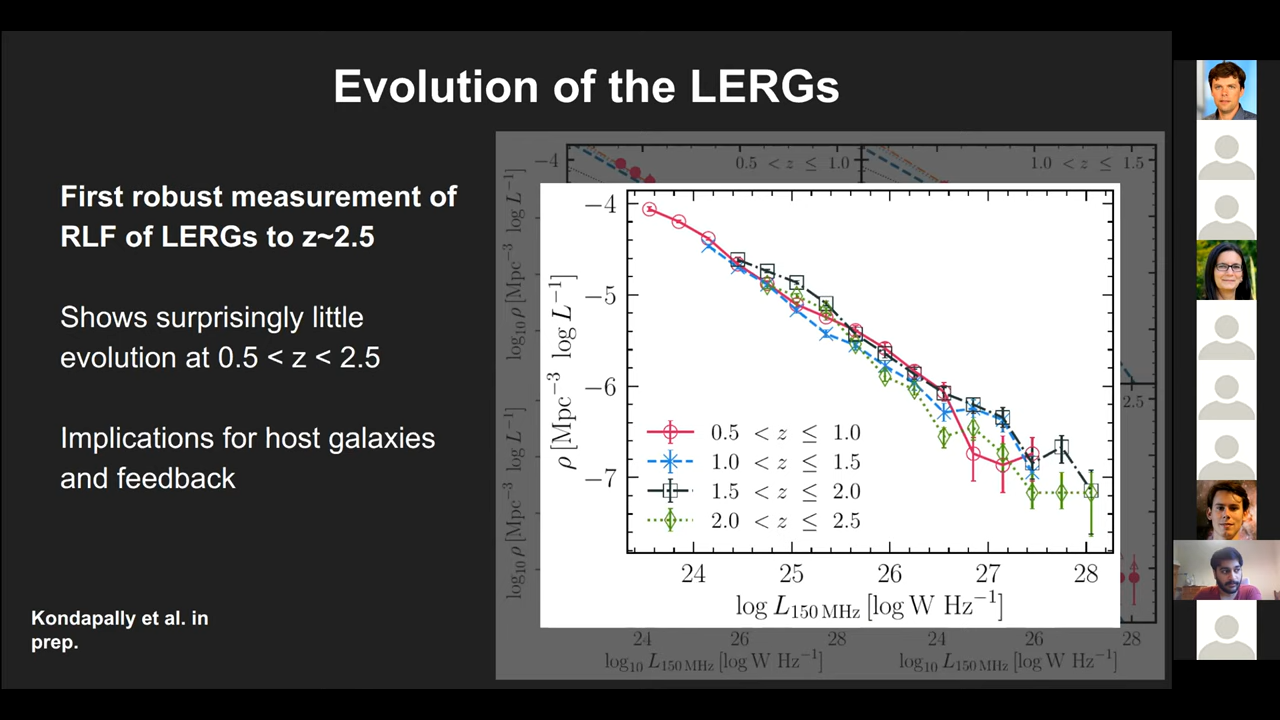 Evolution of the LERGs
First robust measurement of
RLF of LERGs to z~2.5
Shows surprisingly little
evolution at 0.5 < z < 2.5
Implications for host galaxies
and feedback
Kondapally et al. in
prep.
−4
0.5 < z ≤ 1.0
1.0 < z ≤ 1.5
log₁₀ ρ [Mpc⁻³ log L⁻¹]
log₁₀ ρ [Mpc⁻³ log L⁻¹]
2.5
−4
−5
−6
−7
ρ [Mpc⁻³ log L⁻¹]
0.5 < z ≤ 1.0
1.0 < z ≤ 1.5
1.5 < z ≤ 2.0
2.0 < z ≤ 2.5
24 25 26 27 28
log L₁₅₀ MHz [log W Hz⁻¹]
24 26 28 24 26 28
log₁₀ L₁₅₀ MHz [log W Hz⁻¹] log₁₀ L₁₅₀ MHz [log W Hz⁻¹]